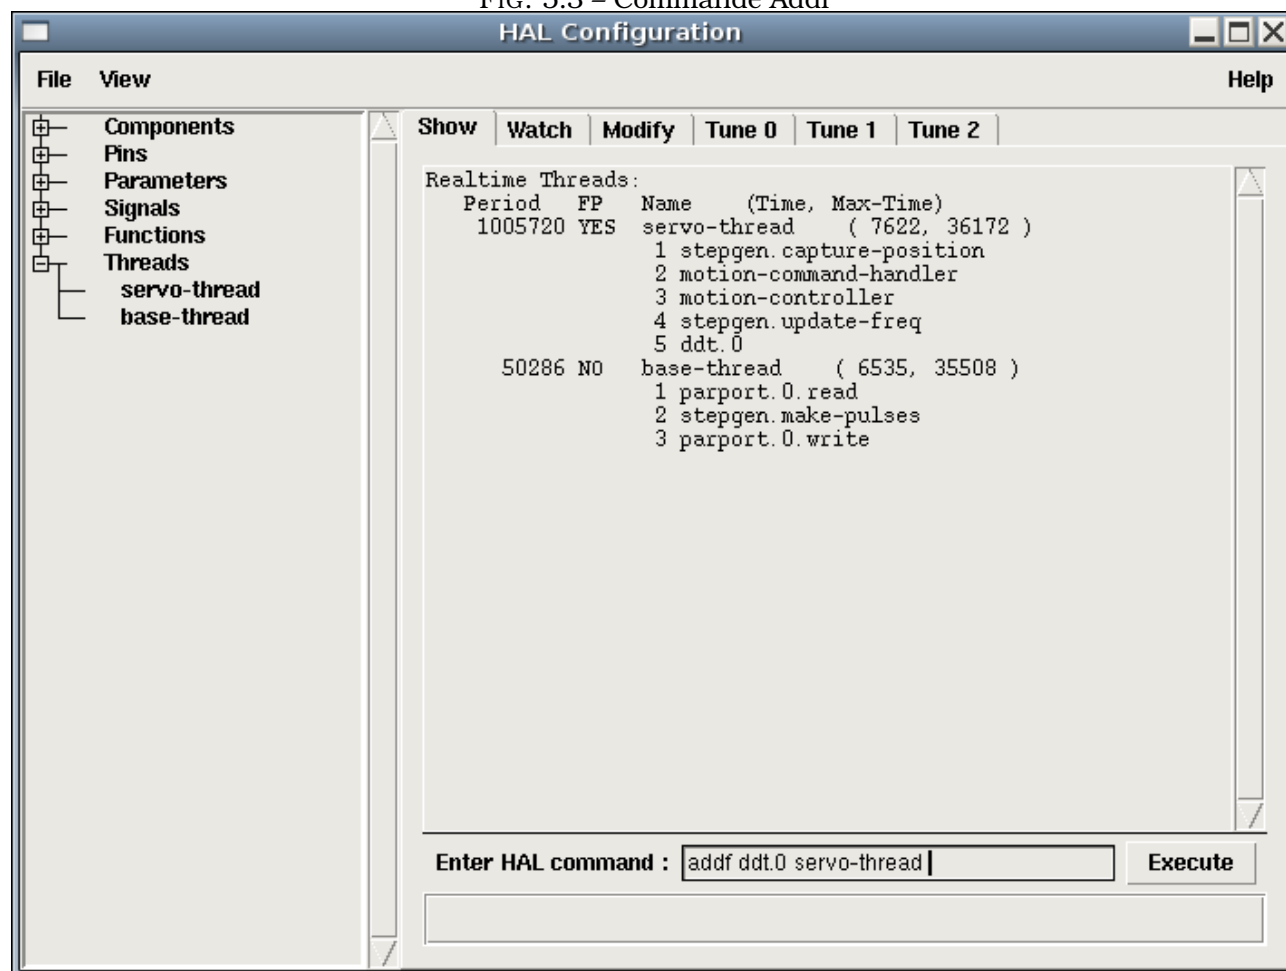 FIG. 3.3 – Commande Addf
HAL Configuration
File View Help
Components
Pins
Parameters
Signals
Functions
Threads
servo-thread
base-thread
Show Watch Modify Tune 0 Tune 1 Tune 2
Realtime Threads:
Period FP Name (Time, Max-Time)
1005720 YES servo-thread ( 7622, 36172 )
1 stepgen.capture-position
2 motion-command-handler
3 motion-controller
4 stepgen.update-freq
5 ddt.0
50286 NO base-thread ( 6535, 35508 )
1 parport.0.read
2 stepgen.make-pulses
3 parport.0.write
Enter HAL command : addf ddt.0 servo-thread Execute